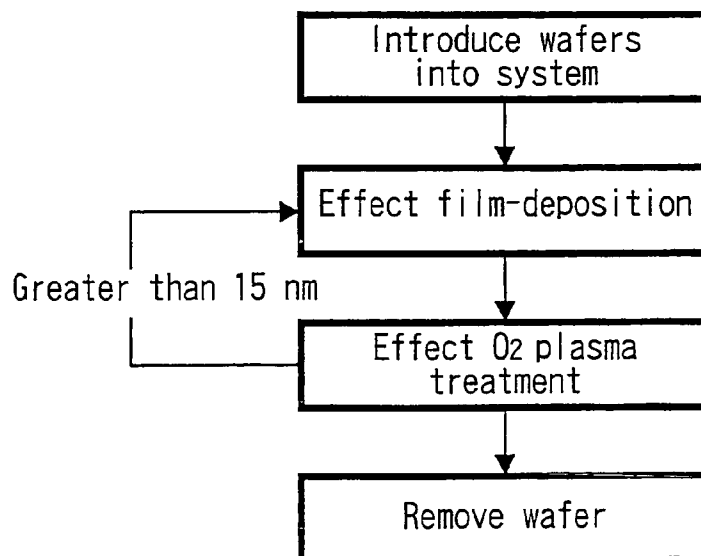 Introduce wafers
into system
Effect film-deposition
Greater than 15 nm
Effect O2 plasma
treatment
Remove wafer